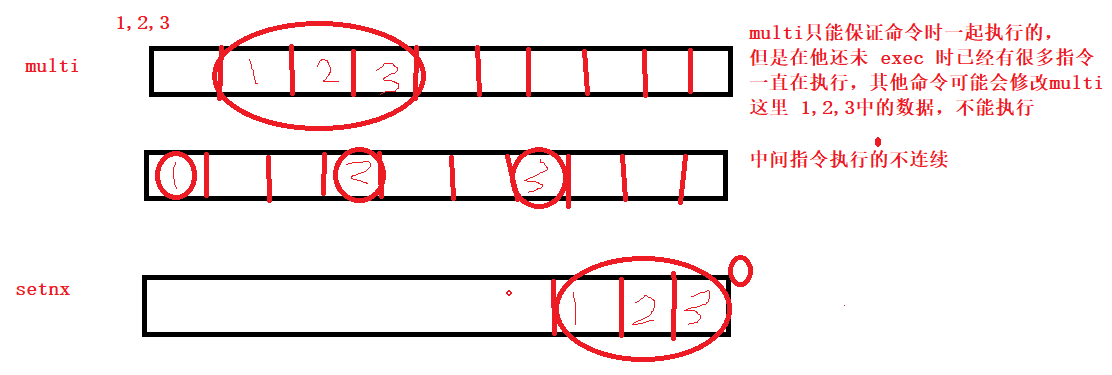 1,2,3
multi
1 2 3
multi只能保证命令时一起执行的，
但是在他还未 exec 时已经有很多指令
一直在执行，其他命令可能会修改multi
这里 1,2,3中的数据，不能执行
1 2 3
中间指令执行的不连续
setnx
1 2 3